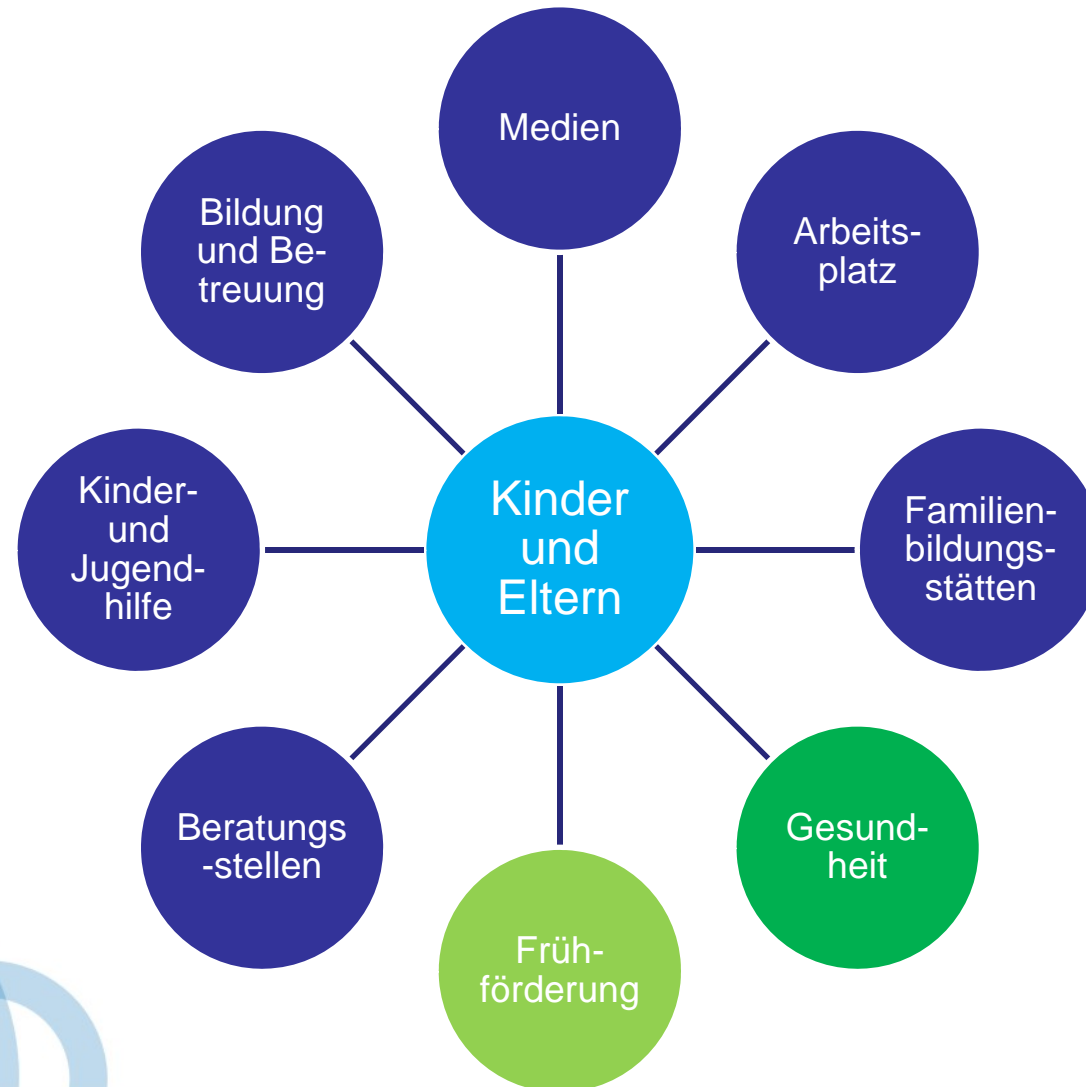 Medien
Arbeits-
platz
Familien-
bildungs-
stätten
Gesund-
heit
Früh-
förderung
Beratungs
-stellen
Kinder-
und
Jugend-
hilfe
Bildung
und Be-
treuung
Kinder
und
Eltern